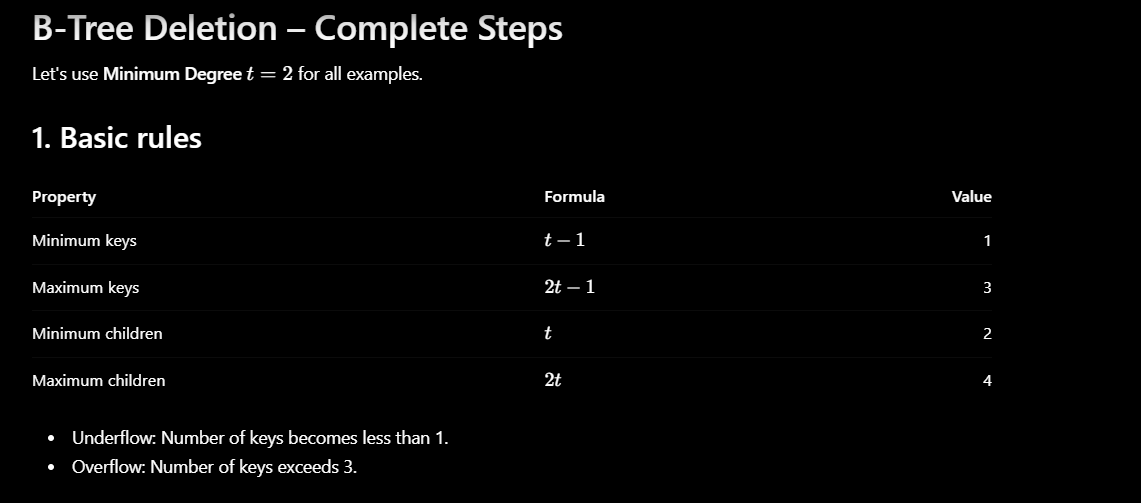 B-Tree Deletion – Complete Steps
Let's use Minimum Degree t = 2 for all examples.
1. Basic rules
Property Formula Value
Minimum keys t − 1 1
Maximum keys 2t − 1 3
Minimum children t 2
Maximum children 2t 4
• Underflow: Number of keys becomes less than 1.
• Overflow: Number of keys exceeds 3.